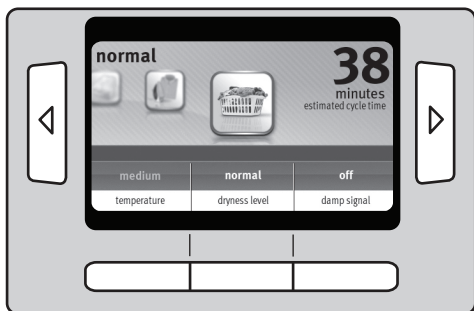 normal
38
minutes
estimated cycle time
medium normal off
temperature dryness level damp signal